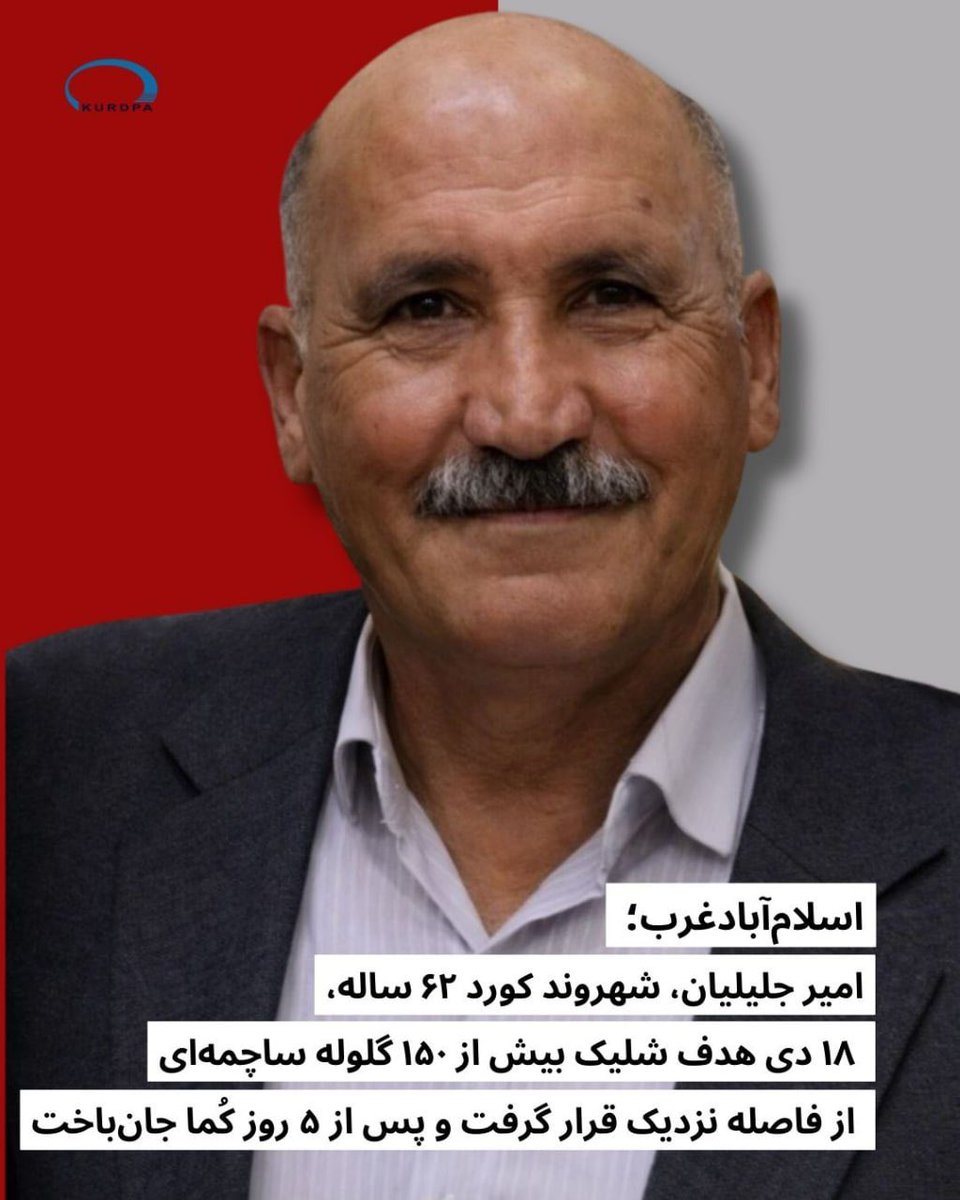 KURDPA
اسلام‌آبادغرب؛
امیر جلیلیان، شهروند کورد ۶۲ ساله،
۱۸ دی هدف شلیک بیش از ۱۵۰ گلوله ساچمه‌ای
از فاصله نزدیک قرار گرفت و پس از ۵ روز کُما جان‌باخت